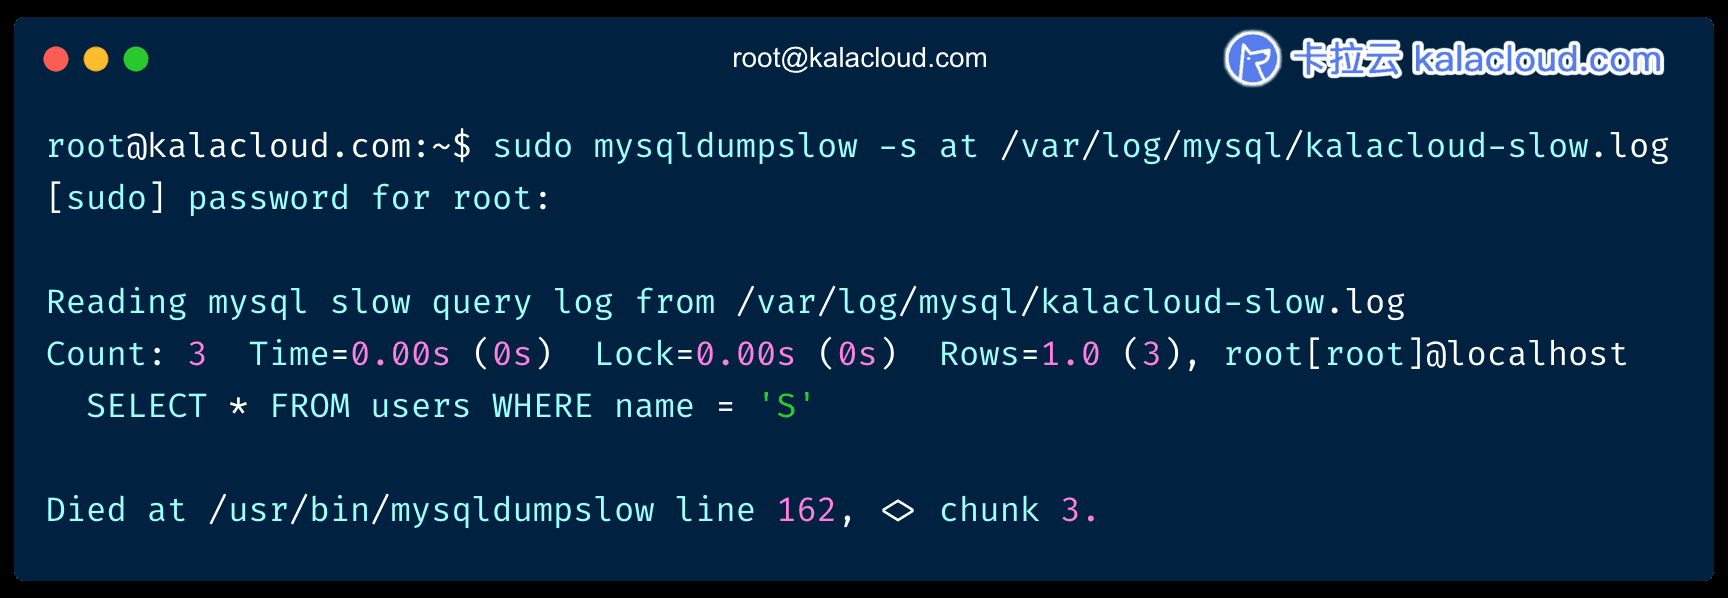 root@kalacloud.com
卡拉云 kalacloud.com
root@kalacloud.com:~$ sudo mysqldumpslow -s at /var/log/mysql/kalacloud-slow.log
[sudo] password for root:
Reading mysql slow query log from /var/log/mysql/kalacloud-slow.log
Count: 3  Time=0.00s (0s)  Lock=0.00s (0s)  Rows=1.0 (3), root[root]@localhost
  SELECT * FROM users WHERE name = 'S'
Died at /usr/bin/mysqldumpslow line 162, <> chunk 3.